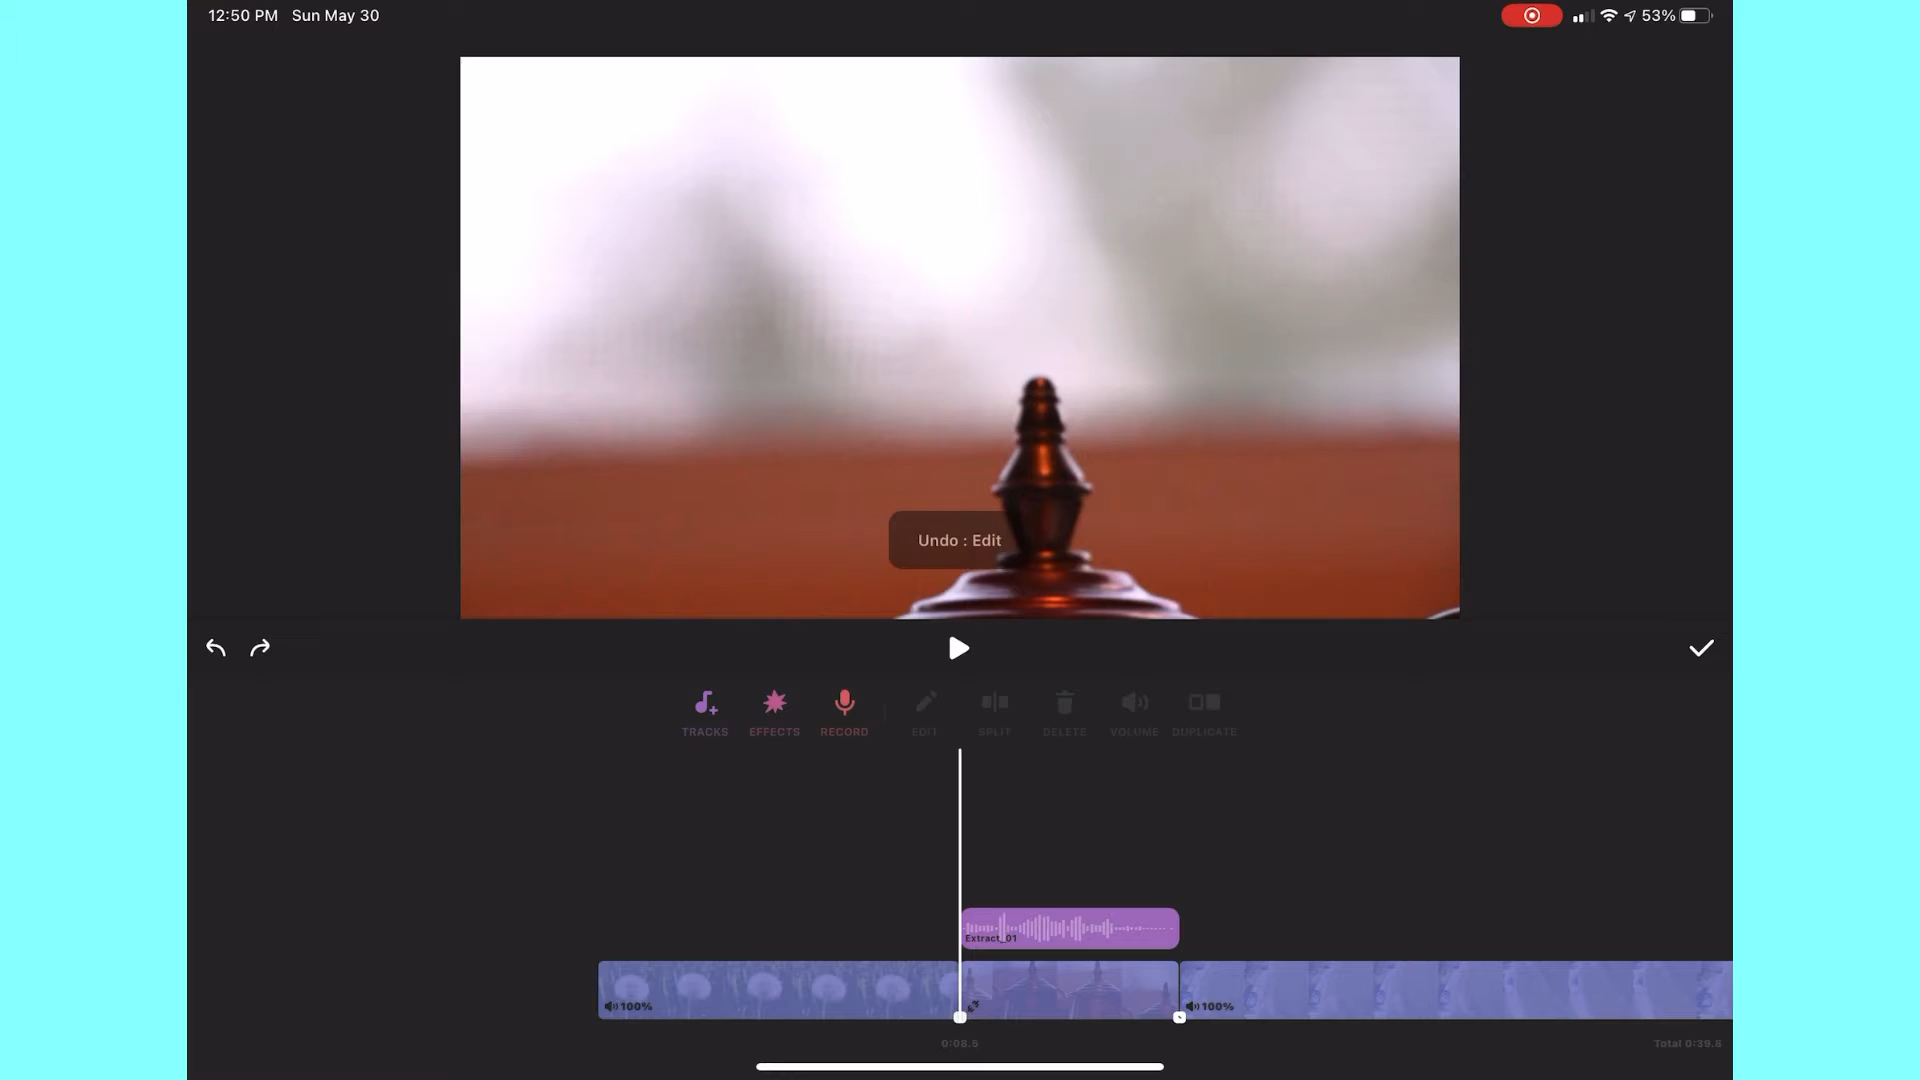 12:50 PM Sun May 30
53%
Undo : Edit
TRACKS EFFECTS RECORD EDIT SPLIT DELETE VOLUME DUPLICATE
Extract_01
100%
100%
0:08.5
Total 0:39.8